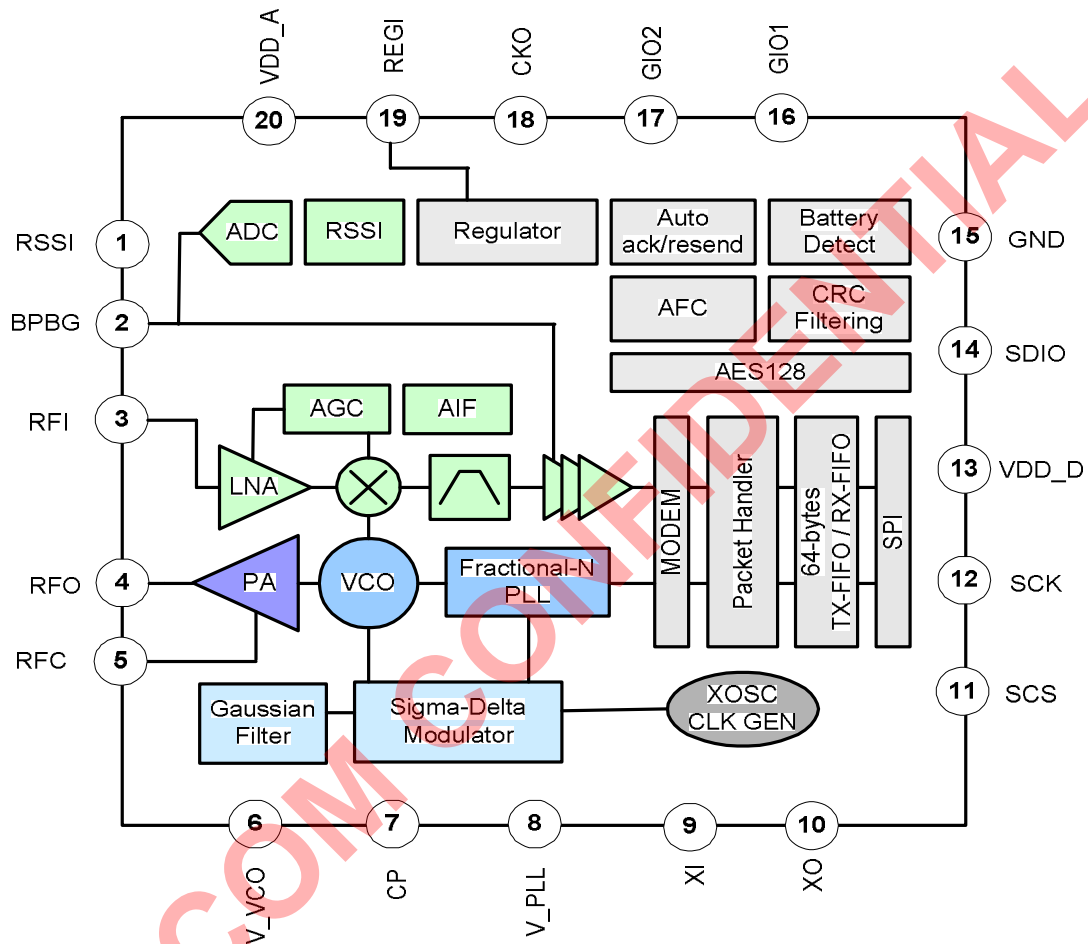 VDD_A
REGI
CKO
GIO2
GIO1
20
19
18
17
16
RSSI
1
ADC
RSSI
Regulator
Auto
ack/resend
Battery
Detect
15
GND
BPBG
2
AFC
CRC
Filtering
14
SDIO
AES128
RFI
3
AGC
AIF
LNA
MODEM
Packet Handler
64-bytes
TX-FIFO / RX-FIFO
SPI
13
VDD_D
RFO
4
PA
VCO
Fractional-N
PLL
12
SCK
RFC
5
Gaussian
Filter
Sigma-Delta
Modulator
XOSC
CLK GEN
11
SCS
6
7
8
9
10
V_VCO
CP
V_PLL
XI
XO
COM CONFIDENTIAL